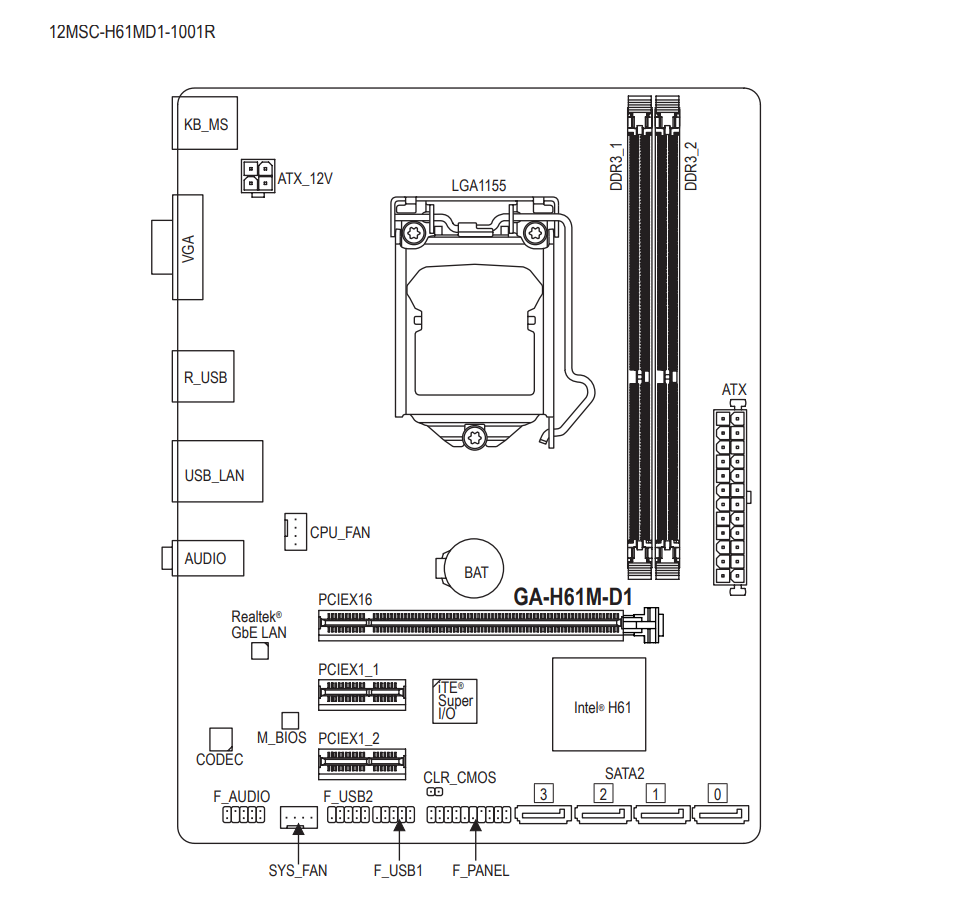 12MSC-H61MD1-1001R
KB_MS
DDR3_1
DDR3_2
ATX_12V
LGA1155
VGA
R_USB
ATX
USB_LAN
CPU_FAN
AUDIO
BAT
PCIEX16
GA-H61M-D1
Realtek®
GbE LAN
PCIEX1_1
iTE®
Super
I/O
Intel® H61
M_BIOS
PCIEX1_2
CODEC
CLR_CMOS
SATA2
F_AUDIO
F_USB2
3
2
1
0
SYS_FAN
F_USB1
F_PANEL